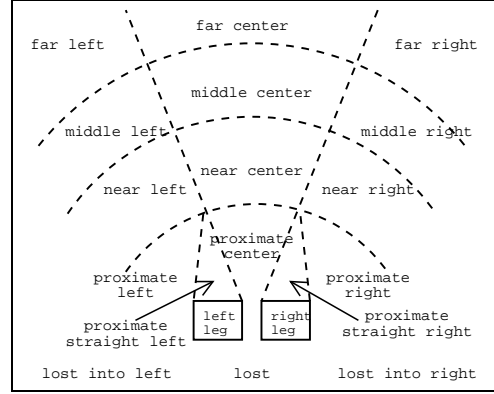 far center
far left
far right
middle center
middle left
middle right
near center
near left
near right
proximate
center
proximate
left
proximate
right
left
leg
right
leg
proximate
straight left
proximate
straight right
lost into left
lost
lost into right